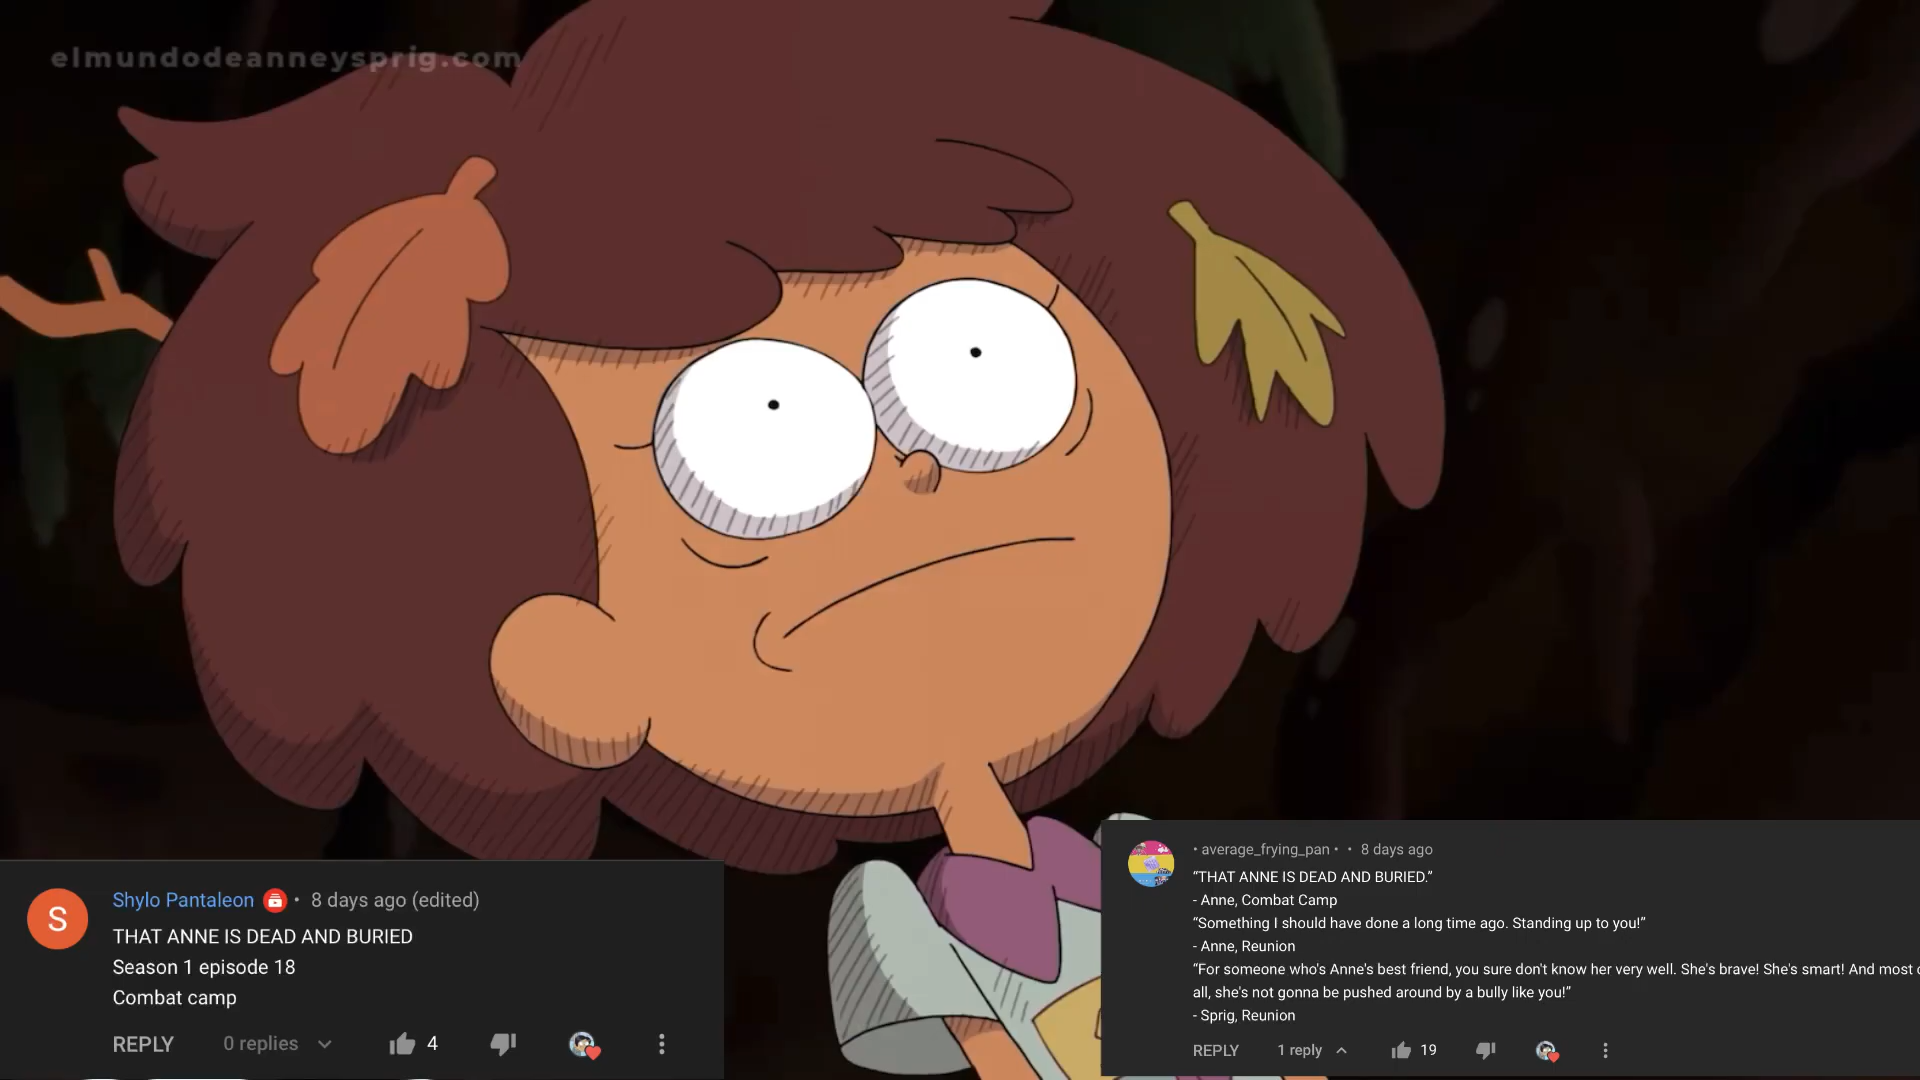 elmundodeanneysprig.com
S
Shylo Pantaleon • 8 days ago (edited)
THAT ANNE IS DEAD AND BURIED
Season 1 episode 18
Combat camp
REPLY 0 replies 4
• average_frying_pan • • 8 days ago
“THAT ANNE IS DEAD AND BURIED.”
- Anne, Combat Camp
“Something I should have done a long time ago. Standing up to you!”
- Anne, Reunion
“For someone who's Anne's best friend, you sure don't know her very well. She's brave! She's smart! And most
all, she's not gonna be pushed around by a bully like you!”
- Sprig, Reunion
REPLY 1 reply 19